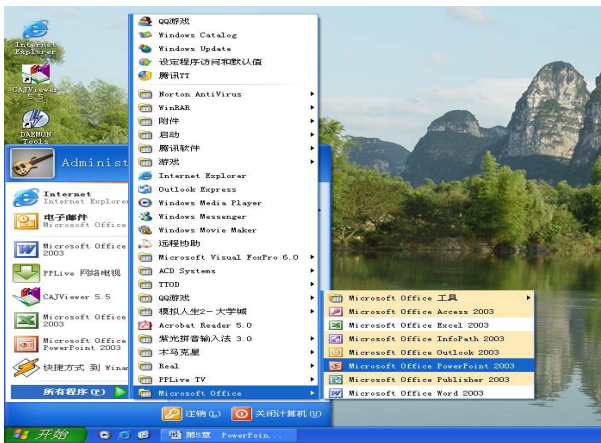 Internet
Explorer
CAJViewer
5.5
DAEMON
Tools
Administ
Internet
Internet Explorer
电子邮件
Microsoft Office
Microsoft Office
2003
PPLive 网络电视
CAJViewer 5.5
Microsoft Office
2003
Microsoft Office
PowerPoint 2003
快捷方式 到 Winar
所有程序(P)
QQ游戏
Windows Catalog
Windows Update
设定程序访问和默认值
腾讯TT
Norton AntiVirus
WinRAR
附件
启动
腾讯软件
游戏
Internet Explorer
Outlook Express
Windows Media Player
Windows Messenger
Windows Movie Maker
远程协助
Microsoft Visual FoxPro 6.0
ACD Systems
TTOD
QQ游戏
模拟人生2—大学城
Acrobat Reader 5.0
紫光拼音输入法 3.0
木马克星
Real
PPLive TV
Microsoft Office
Microsoft Office 工具
Microsoft Office Access 2003
Microsoft Office Excel 2003
Microsoft Office InfoPath 2003
Microsoft Office Outlook 2003
Microsoft Office PowerPoint 2003
Microsoft Office Publisher 2003
Microsoft Office Word 2003
注销(L)
关闭计算机(U)
开始
第5章 PowerPoin...